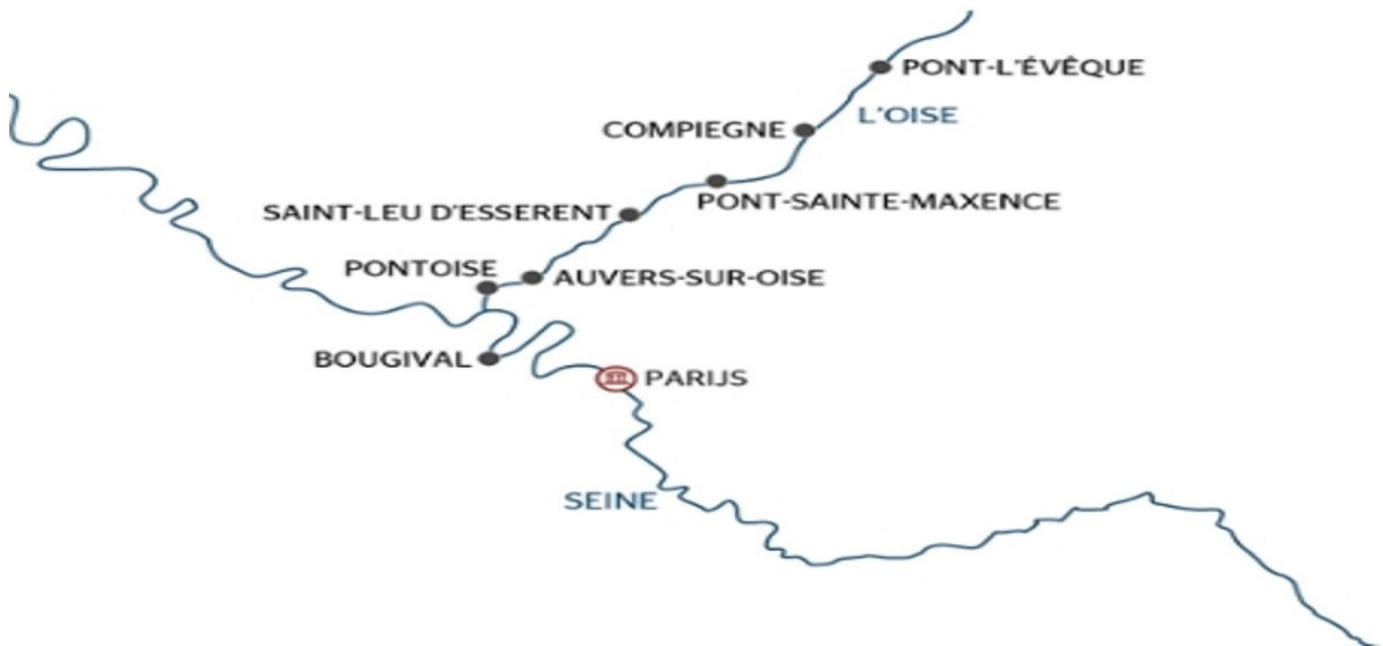 PONT-L'ÉVÊQUE
L'OISE
COMPIEGNE
PONT-SAINTE-MAXENCE
SAINT-LEU D'ESSERENT
PONTOISE
AUVERS-SUR-OISE
BOUGIVAL
PARIJS
SEINE